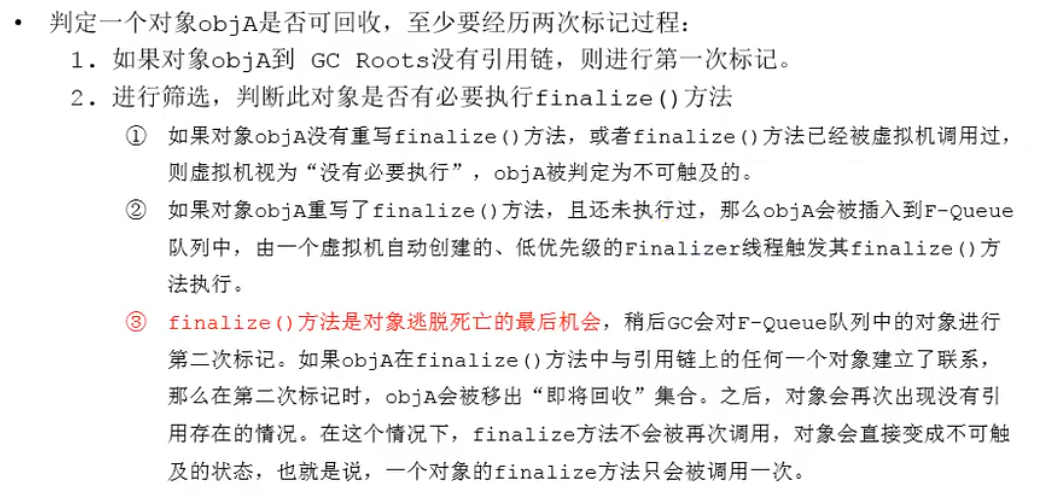 • 判定一个对象objA是否可回收，至少要经历两次标记过程：
1. 如果对象objA到 GC Roots没有引用链，则进行第一次标记。
2. 进行筛选，判断此对象是否有必要执行finalize()方法
① 如果对象objA没有重写finalize()方法，或者finalize()方法已经被虚拟机调用过，
则虚拟机视为“没有必要执行”，objA被判定为不可触及的。
② 如果对象objA重写了finalize()方法，且还未执行过，那么objA会被插入到F-Queue
队列中，由一个虚拟机自动创建的、低优先级的Finalizer线程触发其finalize()方
法执行。
③ finalize()方法是对象逃脱死亡的最后机会，稍后GC会对F-Queue队列中的对象进行
第二次标记。如果objA在finalize()方法中与引用链上的任何一个对象建立了联系，
那么在第二次标记时，objA会被移出“即将回收”集合。之后，对象会再次出现没有引
用存在的情况。在这个情况下，finalize方法不会被再次调用，对象会直接变成不可触
及的状态，也就是说，一个对象的finalize方法只会被调用一次。